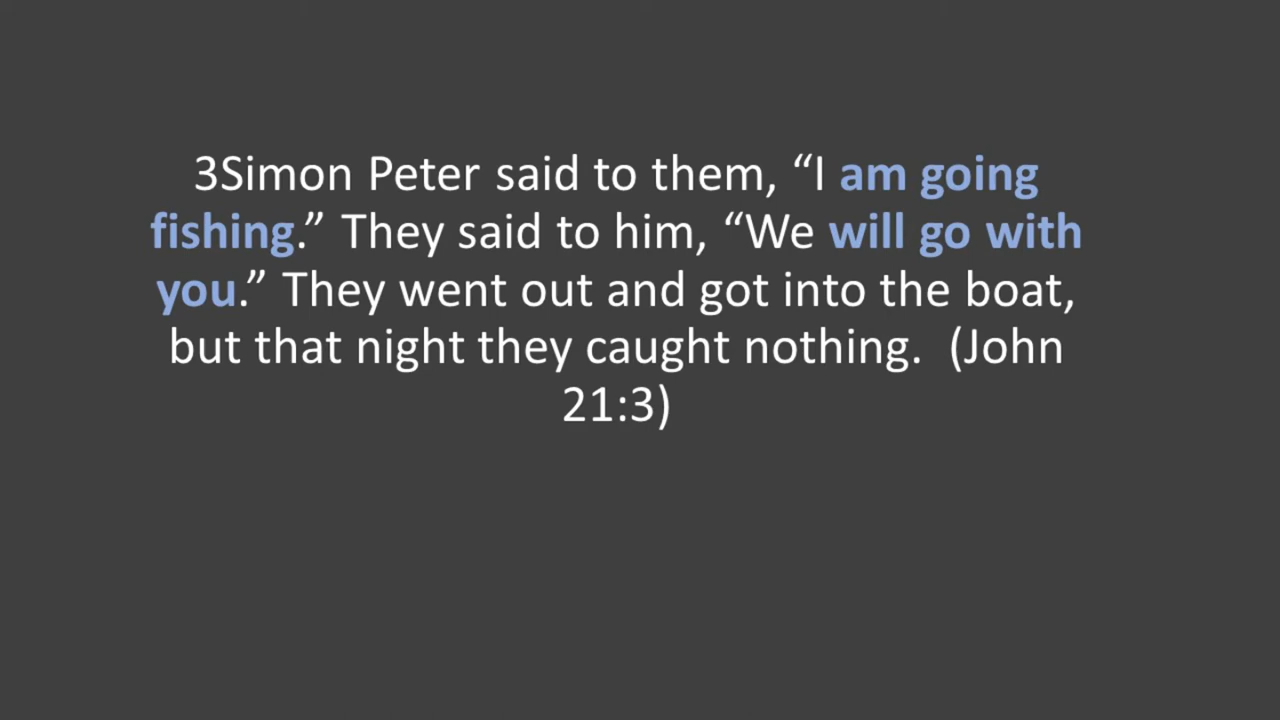 3Simon Peter said to them, “I am going
fishing.” They said to him, “We will go with
you.” They went out and got into the boat,
but that night they caught nothing.  (John
21:3)